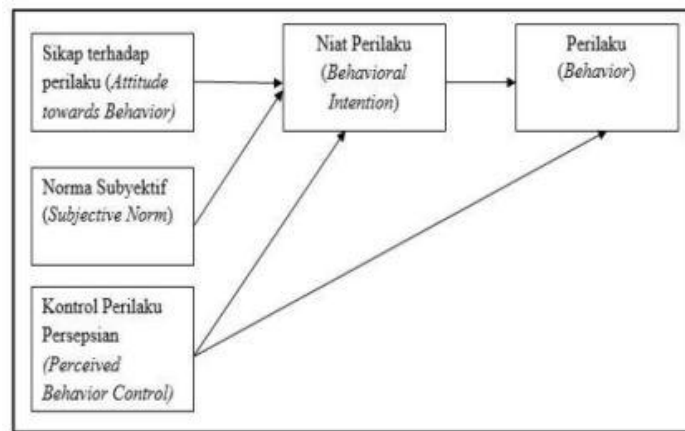 Sikap terhadap
perilaku (Attitude
towards Behavior)
Niat Perilaku
(Behavioral
Intention)
Perilaku
(Behavior)
Norma Subyektif
(Subjective Norm)
Kontrol Perilaku
Persepsian
(Perceived
Behavior Control)